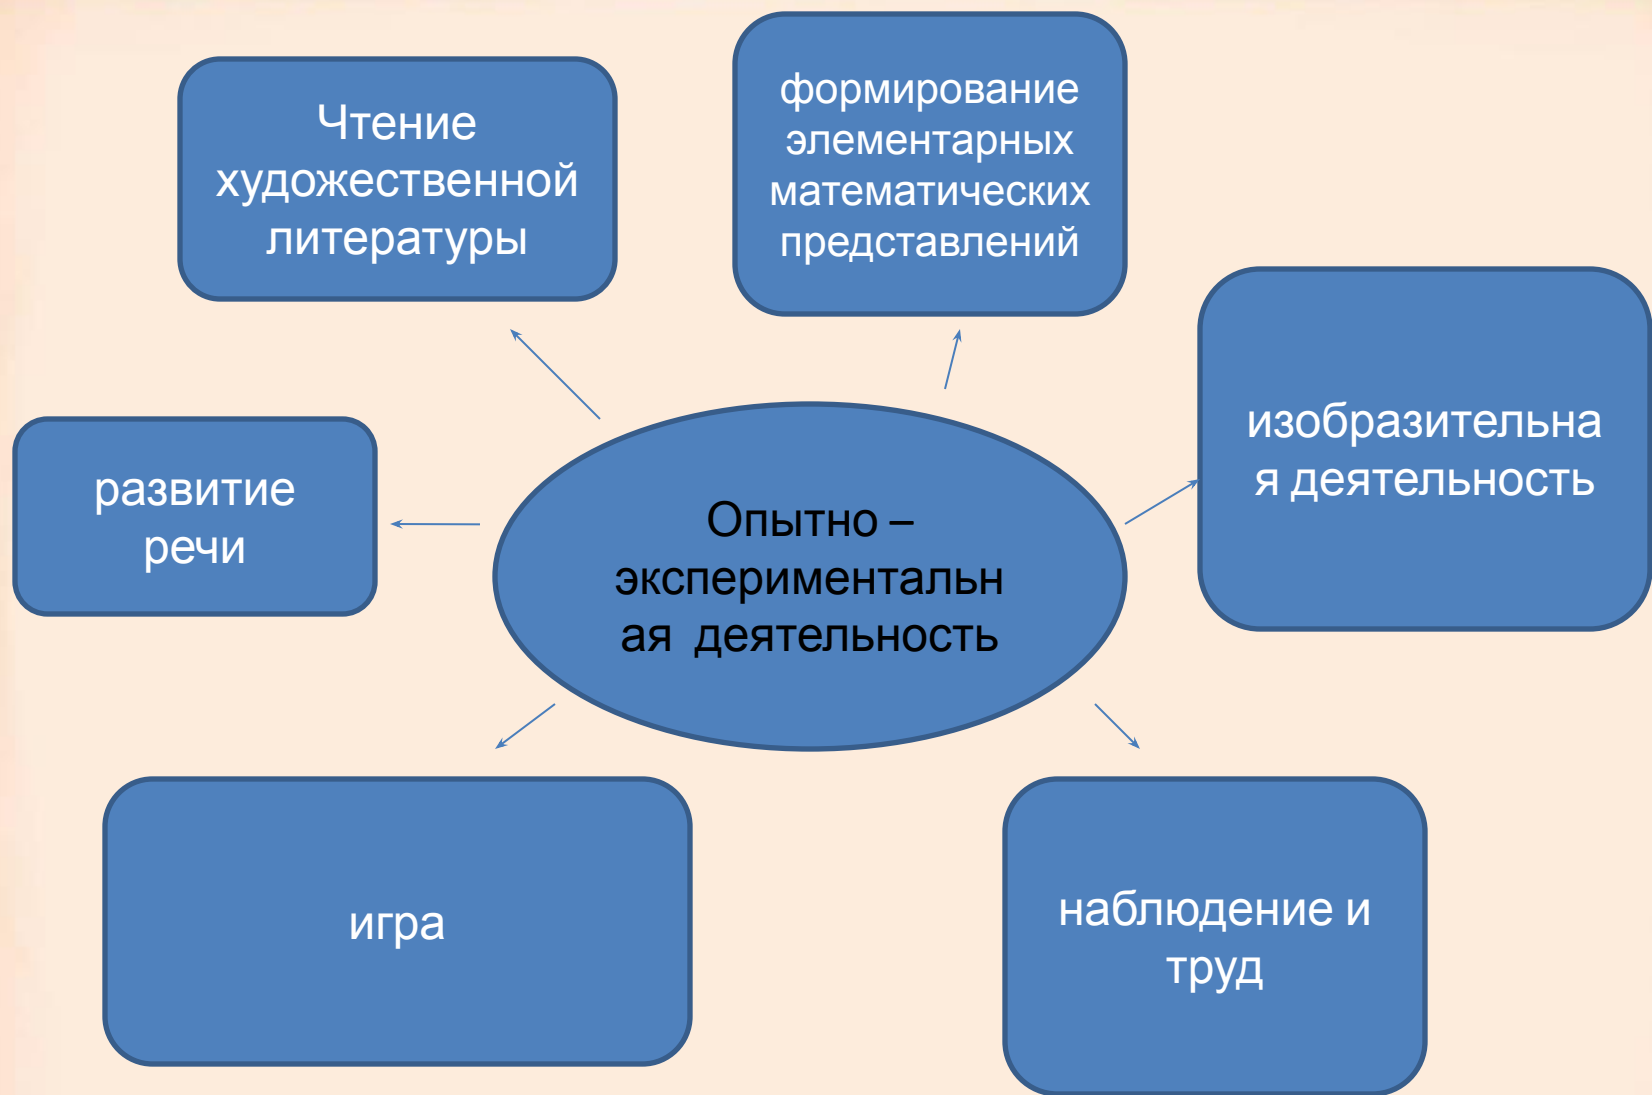 Чтение
художественной
литературы
формирование
элементарных
математических
представлений
изобразительна
я деятельность
развитие
речи
Опытно –
экспериментальн
ая деятельность
игра
наблюдение и
труд